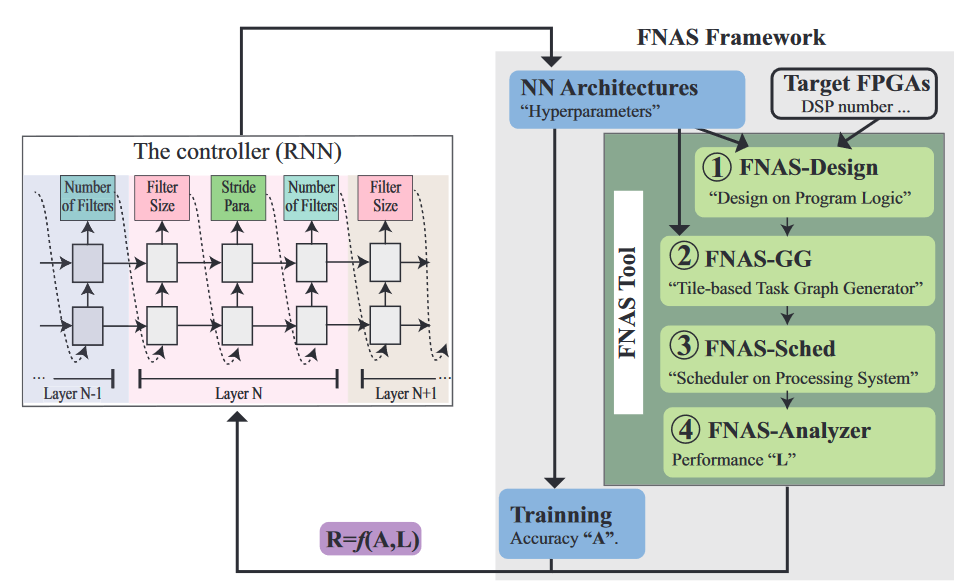 FNAS Framework
NN Architectures
“Hyperparameters”
Target FPGAs
DSP number ...
The controller (RNN)
Number
of Filters
Filter
Size
Stride
Para.
Number
of Filters
Filter
Size
...
Layer N-1
Layer N
Layer N+1
...
FNAS Tool
1 FNAS-Design
“Design on Program Logic”
2 FNAS-GG
“Tile-based Task Graph Generator”
3 FNAS-Sched
“Scheduler on Processing System”
4 FNAS-Analyzer
Performance “L”
Trainning
Accuracy “A”.
R=f(A,L)